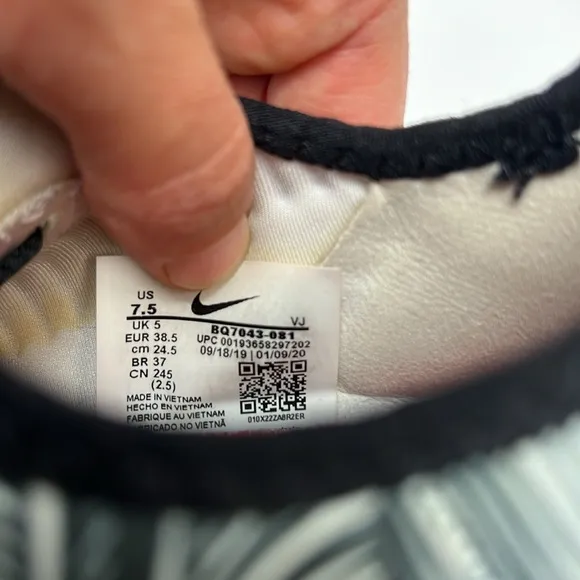 US
7.5
UK 5
EUR 38.5
cm 24.5
BR 37
CN 245
(2.5)
VJ
BQ7043-081
UPC 00193658297202
09/18/19 | 01/09/20
010XZZZA8R2ER
MADE IN VIETNAM
HECHO EN VIETNAM
FABRIQUE AU VIETNAM
FABRICADO NO VIETNÃ